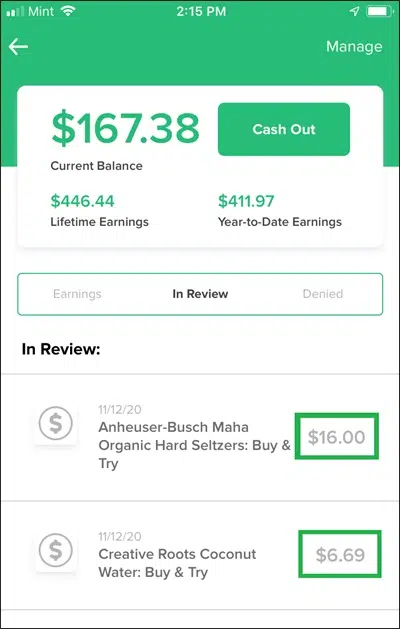 Mint 2:15 PM
Manage
$167.38
Cash Out
Current Balance
$446.44 $411.97
Lifetime Earnings Year-to-Date Earnings
Earnings In Review Denied
In Review:
11/12/20
Anheuser-Busch Maha
Organic Hard Seltzers: Buy &
Try
$16.00
11/12/20
Creative Roots Coconut
Water: Buy & Try
$6.69